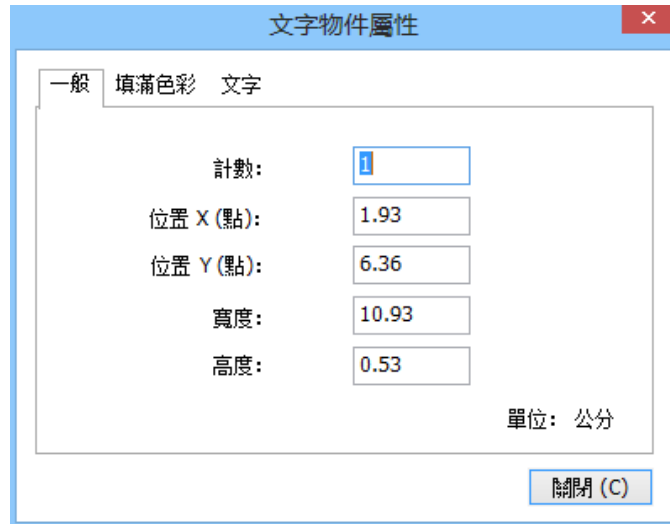 文字物件屬性
一般 填滿色彩 文字
計數： 1
位置 X (點)： 1.93
位置 Y (點)： 6.36
寬度： 10.93
高度： 0.53
單位： 公分
關閉 (C)